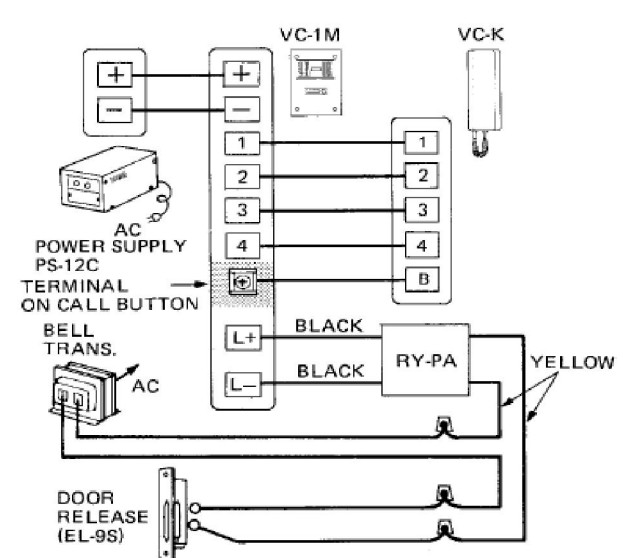 VC-1M
VC-K
+ +
— —
1 1
2 2
3 3
4 4
B
AC
POWER SUPPLY
PS-12C
TERMINAL
ON CALL BUTTON
BELL
TRANS.
AC
L+
BLACK
RY-PA
YELLOW
L—
BLACK
DOOR
RELEASE
(EL-9S)